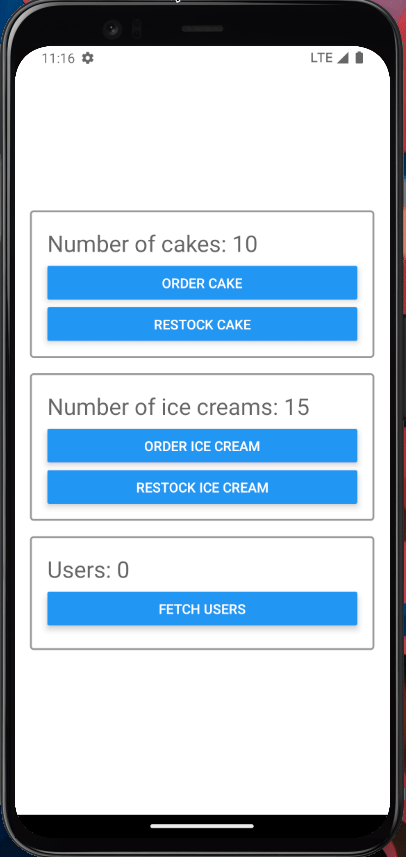 11:16 LTE
Number of cakes: 10
ORDER CAKE
RESTOCK CAKE
Number of ice creams: 15
ORDER ICE CREAM
RESTOCK ICE CREAM
Users: 0
FETCH USERS